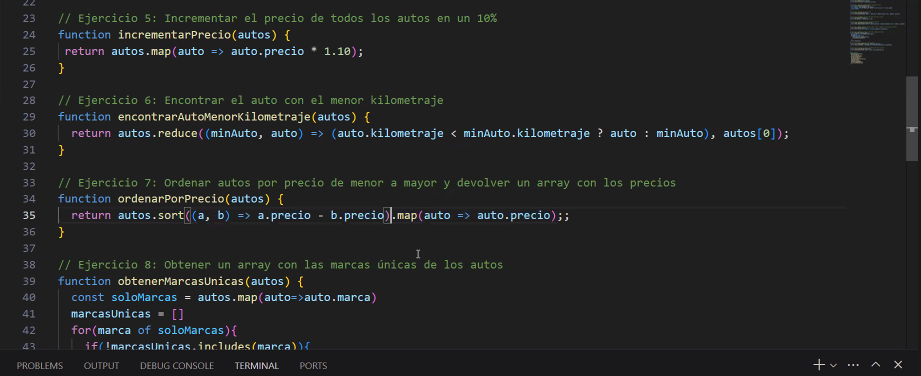 22
23 // Ejercicio 5: Incrementar el precio de todos los autos en un 10%
24 function incrementarPrecio(autos) {
25 return autos.map(auto => auto.precio * 1.10);
26 }
27
28 // Ejercicio 6: Encontrar el auto con el menor kilometraje
29 function encontrarAutoMenorKilometraje(autos) {
30 return autos.reduce((minAuto, auto) => (auto.kilometraje < minAuto.kilometraje ? auto : minAuto), autos[0]);
31 }
32
33 // Ejercicio 7: Ordenar autos por precio de menor a mayor y devolver un array con los precios
34 function ordenarPorPrecio(autos) {
35 return autos.sort((a, b) => a.precio - b.precio).map(auto => auto.precio);;
36 }
37
38 // Ejercicio 8: Obtener un array con las marcas únicas de los autos
39 function obtenerMarcasUnicas(autos) {
40 const soloMarcas = autos.map(auto=>auto.marca)
41 marcasUnicas = []
42 for(marca of soloMarcas){
43 if(!marcasUnicas.includes(marca)){
PROBLEMS OUTPUT DEBUG CONSOLE TERMINAL PORTS